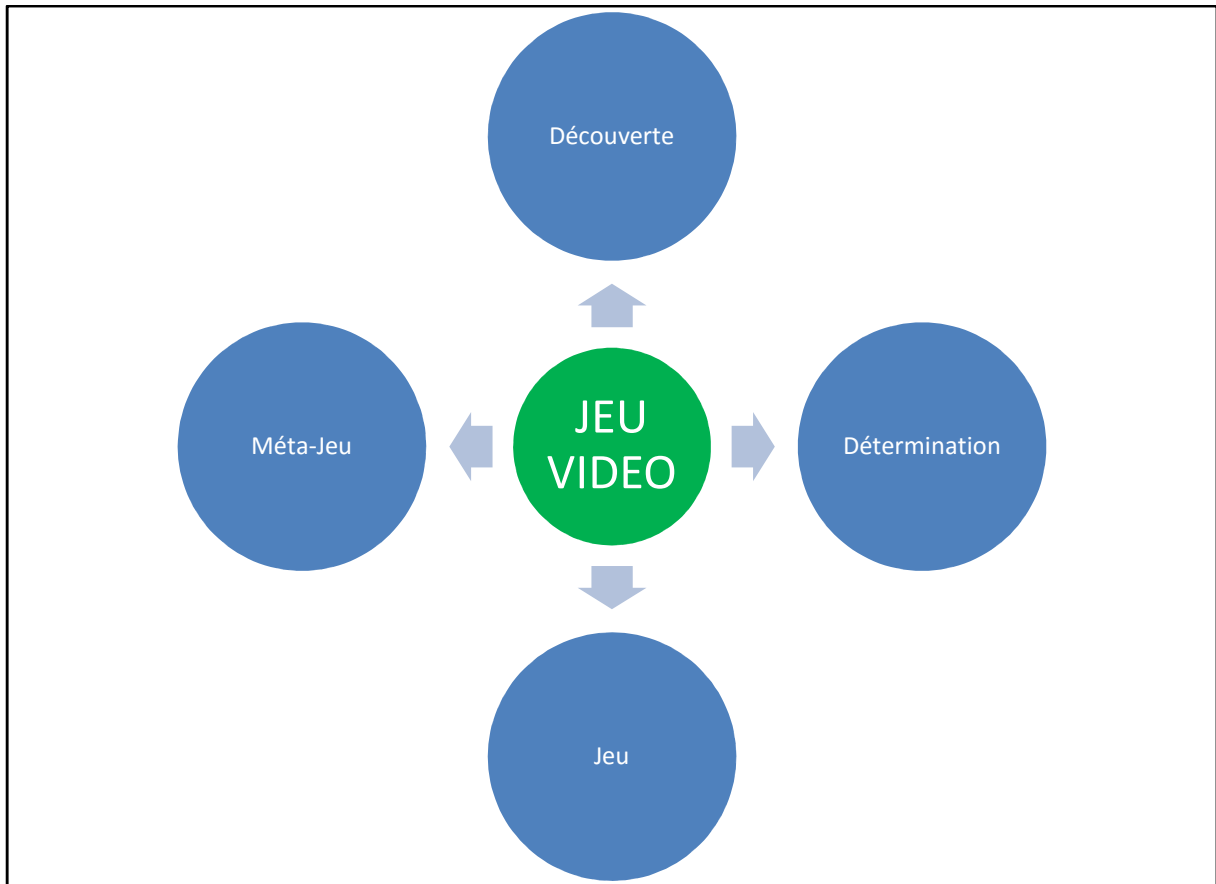 Découverte
Méta-Jeu
JEU
VIDEO
Détermination
Jeu